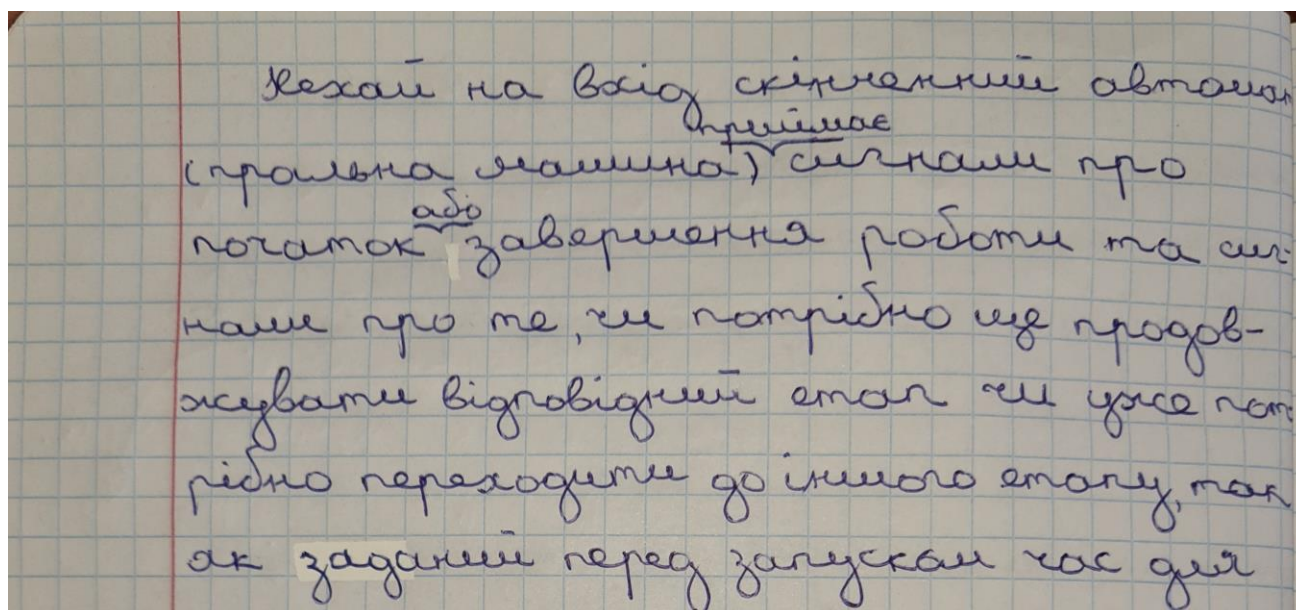 Нехай на вхід скінченний автомат
приймає
(пральна машина) сигнали про
або
початок завершення роботи та сиг-
нали про те, чи потрібно ще продов-
жувати відповідний етап чи уже пот-
рібно переходити до іншого етапу, так
як заданий перед запуском час для